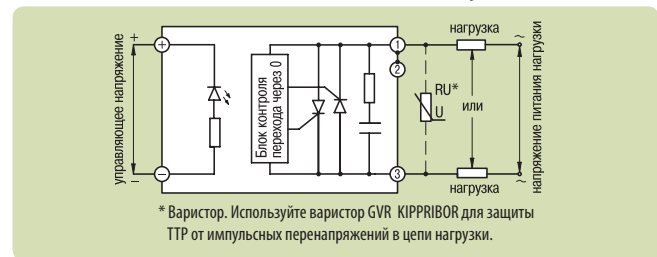 управляющее напряжение
+
−
+
−
Блок контроля
перехода через 0
1
2
3
RU*
U
нагрузка
или
нагрузка
~
~
напряжение питания нагрузки
* Варистор. Используйте варистор GVR KIPPRIBOR для защиты
ТТР от импульсных перенапряжений в цепи нагрузки.